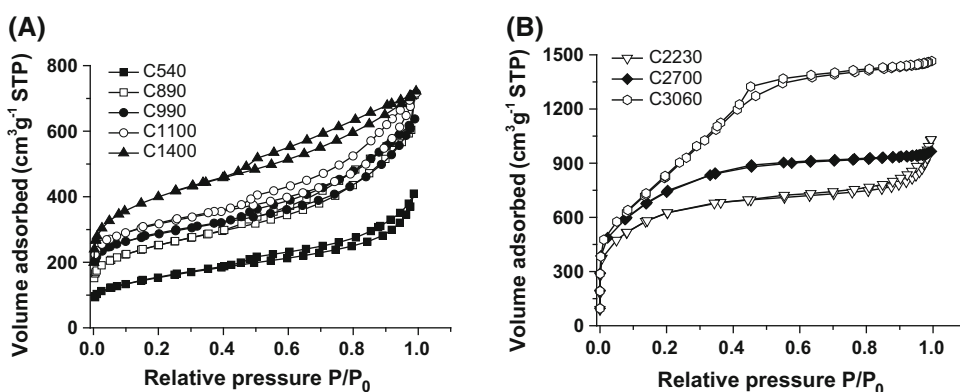 (A)
Volume adsorbed (cm³g⁻¹ STP)
800
600
400
200
0
C540
C890
C990
C1100
C1400
0.0 0.2 0.4 0.6 0.8 1.0
Relative pressure P/P₀
(B)
Volume adsorbed (cm³g⁻¹ STP)
1500
1200
900
600
300
0
C2230
C2700
C3060
0.0 0.2 0.4 0.6 0.8 1.0
Relative pressure P/P₀